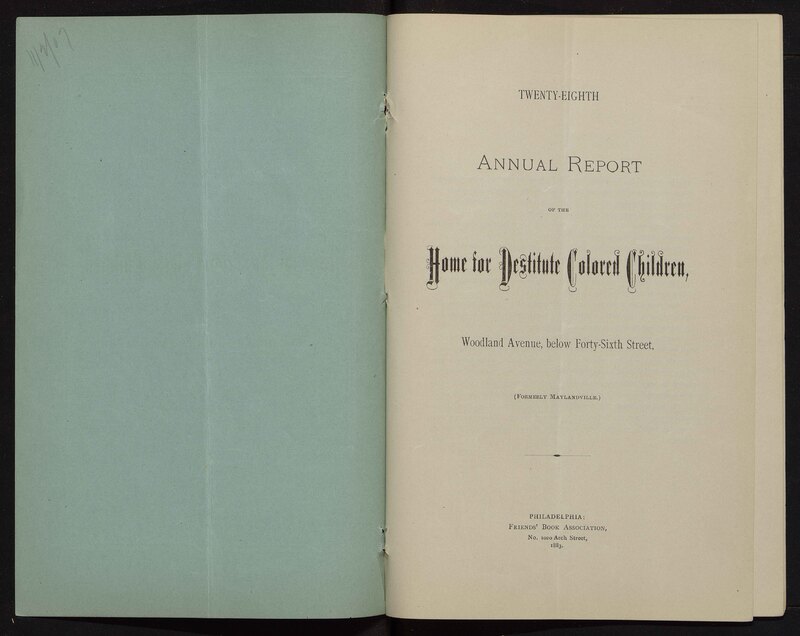 TWENTY-EIGHTH
ANNUAL REPORT
OF THE
Home for Destitute Colored Children,
Woodland Avenue, below Forty-Sixth Street.
(FORMERLY MAYLANDVILLE.)
PHILADELPHIA:
FRIENDS' BOOK ASSOCIATION,
No. 1020 Arch Street,
1883.